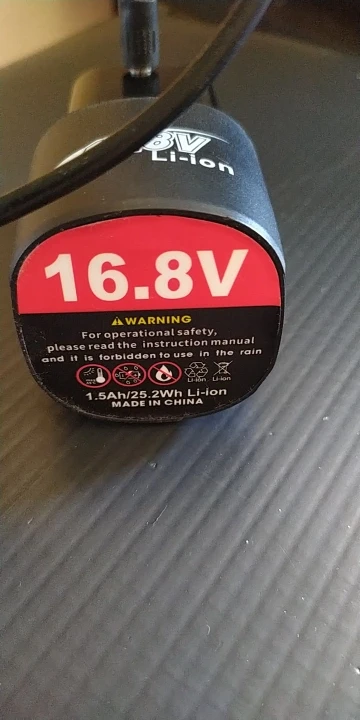 8V
Li-ion
16.8V
WARNING
For operational safety,
please read the instruction manual
and it is forbidden to use in the rain
Li-ion Li-ion
1.5Ah/25.2Wh Li-ion
MADE IN CHINA